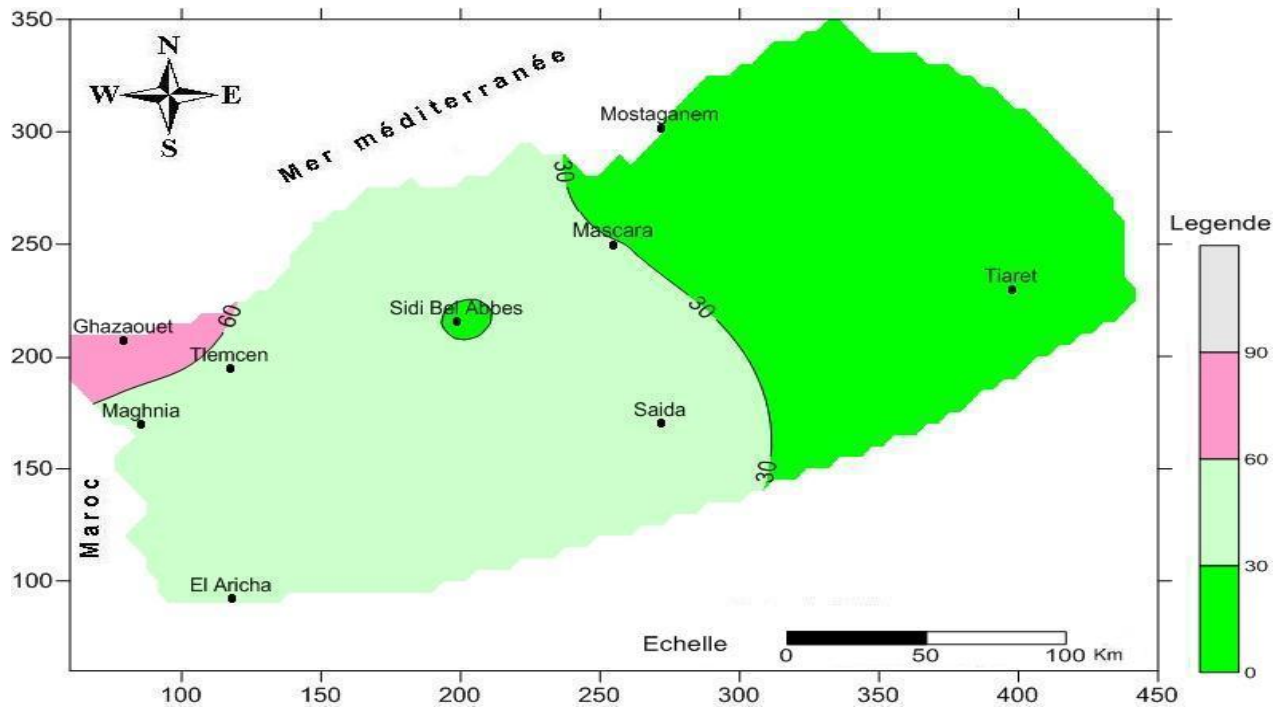 350
300
250
200
150
100
N
W E
S
Mer méditerranée
Mostaganem
30
Mascara
Legende
Tiaret
Sidi Bel Abbes
30
60
Ghazaouet
Tlemcen
Maghnia
Saida
30
Maroc
El Aricha
Echelle
0 50 100 Km
90
60
30
0
100 150 200 250 300 350 400 450